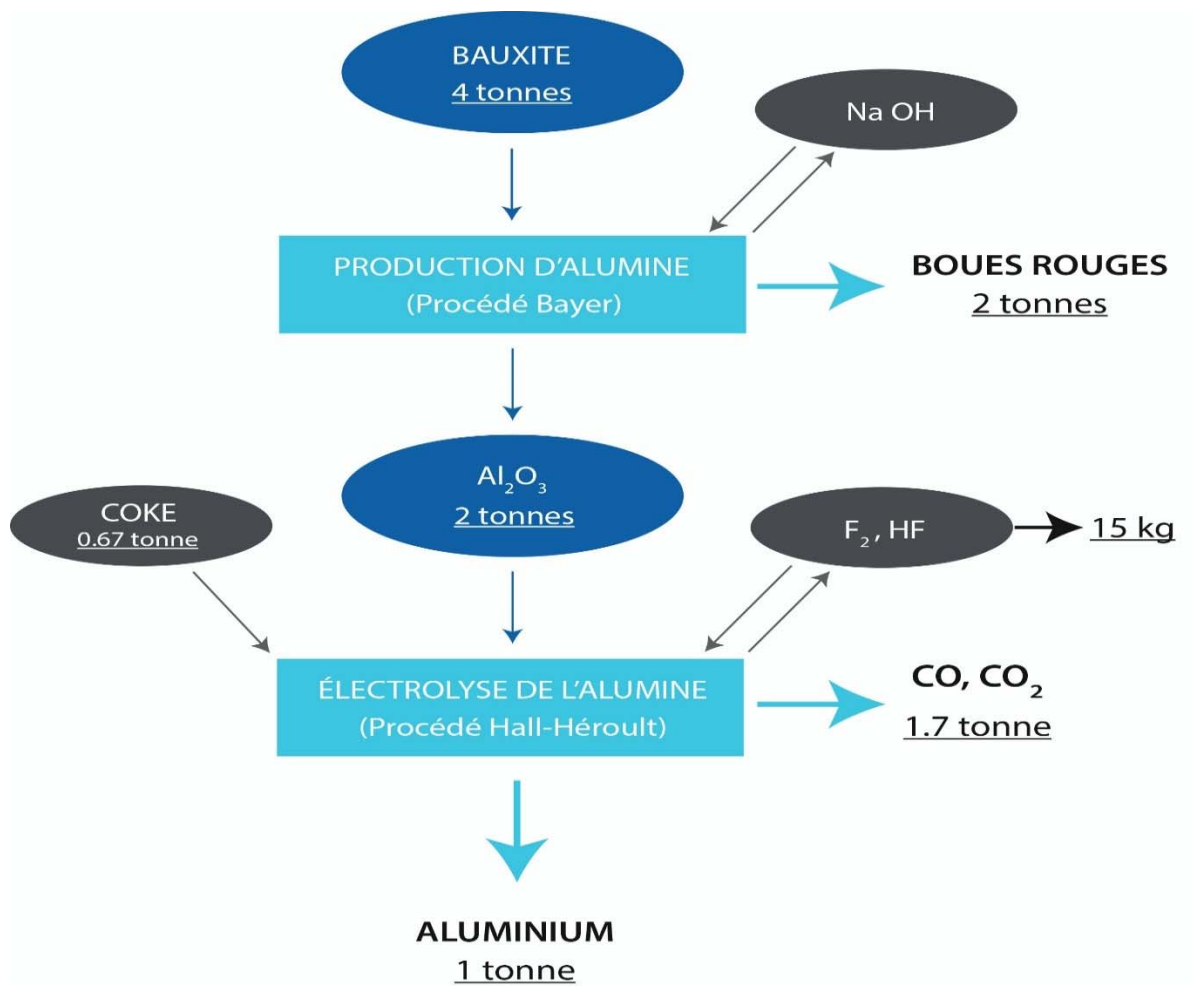 BAUXITE
4 tonnes
Na OH
PRODUCTION D'ALUMINE
(Procédé Bayer)
BOUES ROUGES
2 tonnes
Al₂O₃
2 tonnes
COKE
0.67 tonne
F₂, HF
15 kg
ÉLECTROLYSE DE L'ALUMINE
(Procédé Hall-Héroult)
CO, CO₂
1.7 tonne
ALUMINIUM
1 tonne